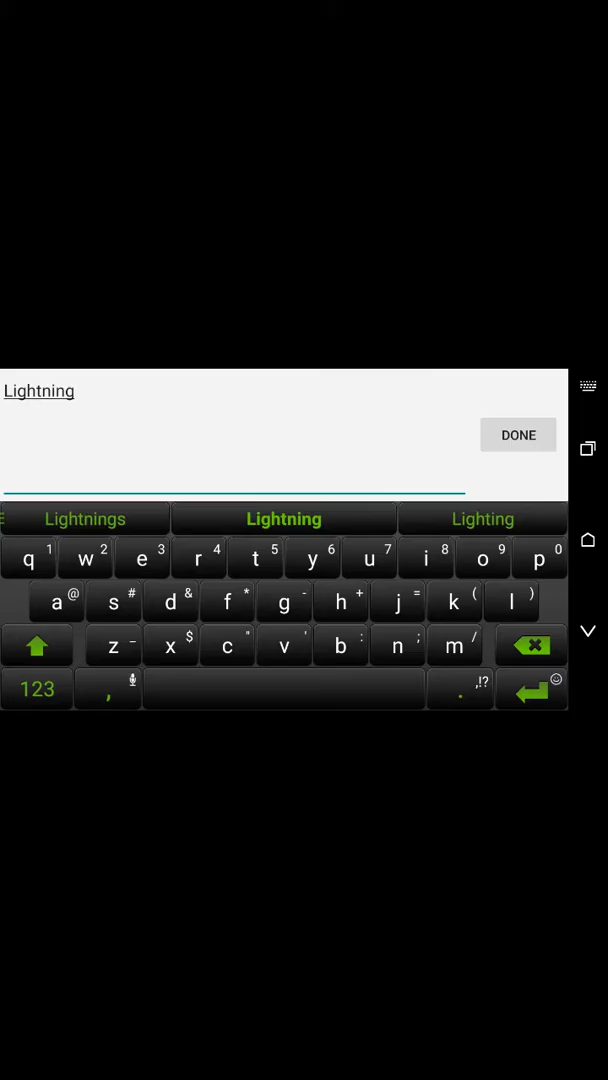 Lightning
DONE
Lightnings Lightning Lighting
q 1 w 2 e 3 r 4 t 5 y 6 u 7 i 8 o 9 p 0
a @ s # d & f * g - h + j = k ( l )
z _ x $ c " v ' b : n ; m /
123 , . ,!?